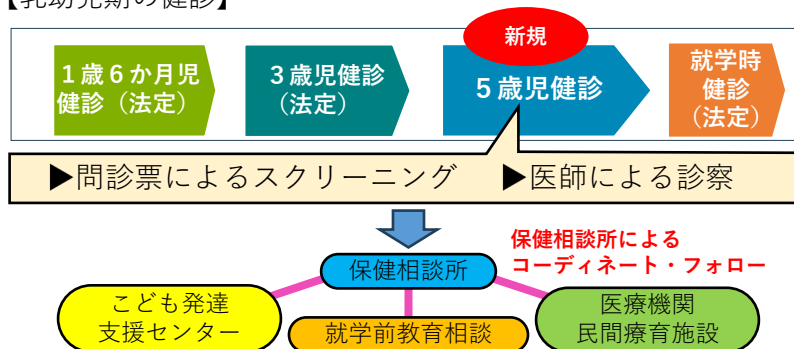 【乳幼児期の健診】
新規
１歳６か月児
健診（法定）
３歳児健診
（法定）
５歳児健診
就学時
健診
（法定）
▶問診票によるスクリーニング　▶医師による診察
保健相談所による
コーディネート・フォロー
保健相談所
こども発達
支援センター
就学前教育相談
医療機関
民間療育施設